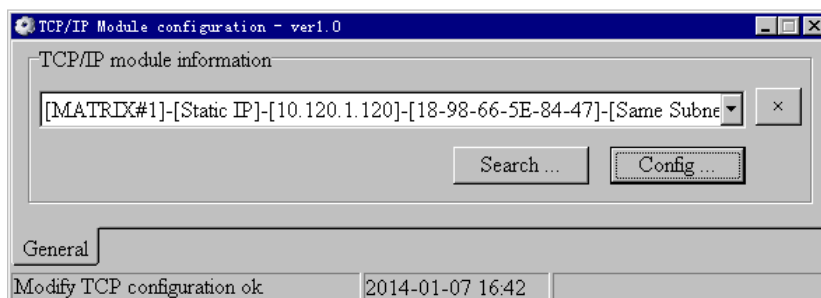 TCP/IP Module configuration - ver1.0
TCP/IP module information
[MATRIX#1]-[Static IP]-[10.120.1.120]-[18-98-66-5E-84-47]-[Same Subne
×
Search ...
Config ...
General
Modify TCP configuration ok 2014-01-07 16:42